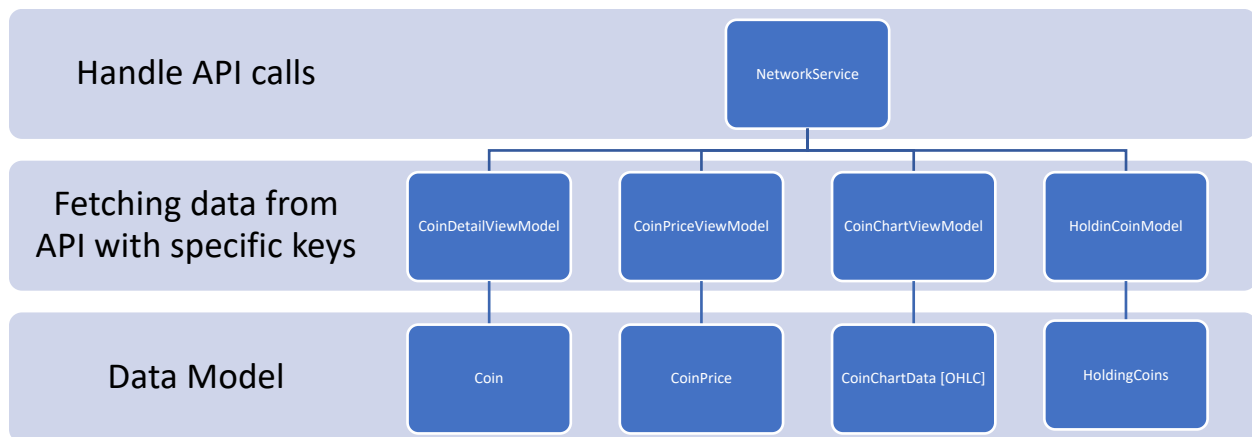 Handle API calls
NetworkService
Fetching data from
API with specific keys
CoinDetailViewModel
CoinPriceViewModel
CoinChartViewModel
HoldinCoinModel
Data Model
Coin
CoinPrice
CoinChartData [OHLC]
HoldingCoins